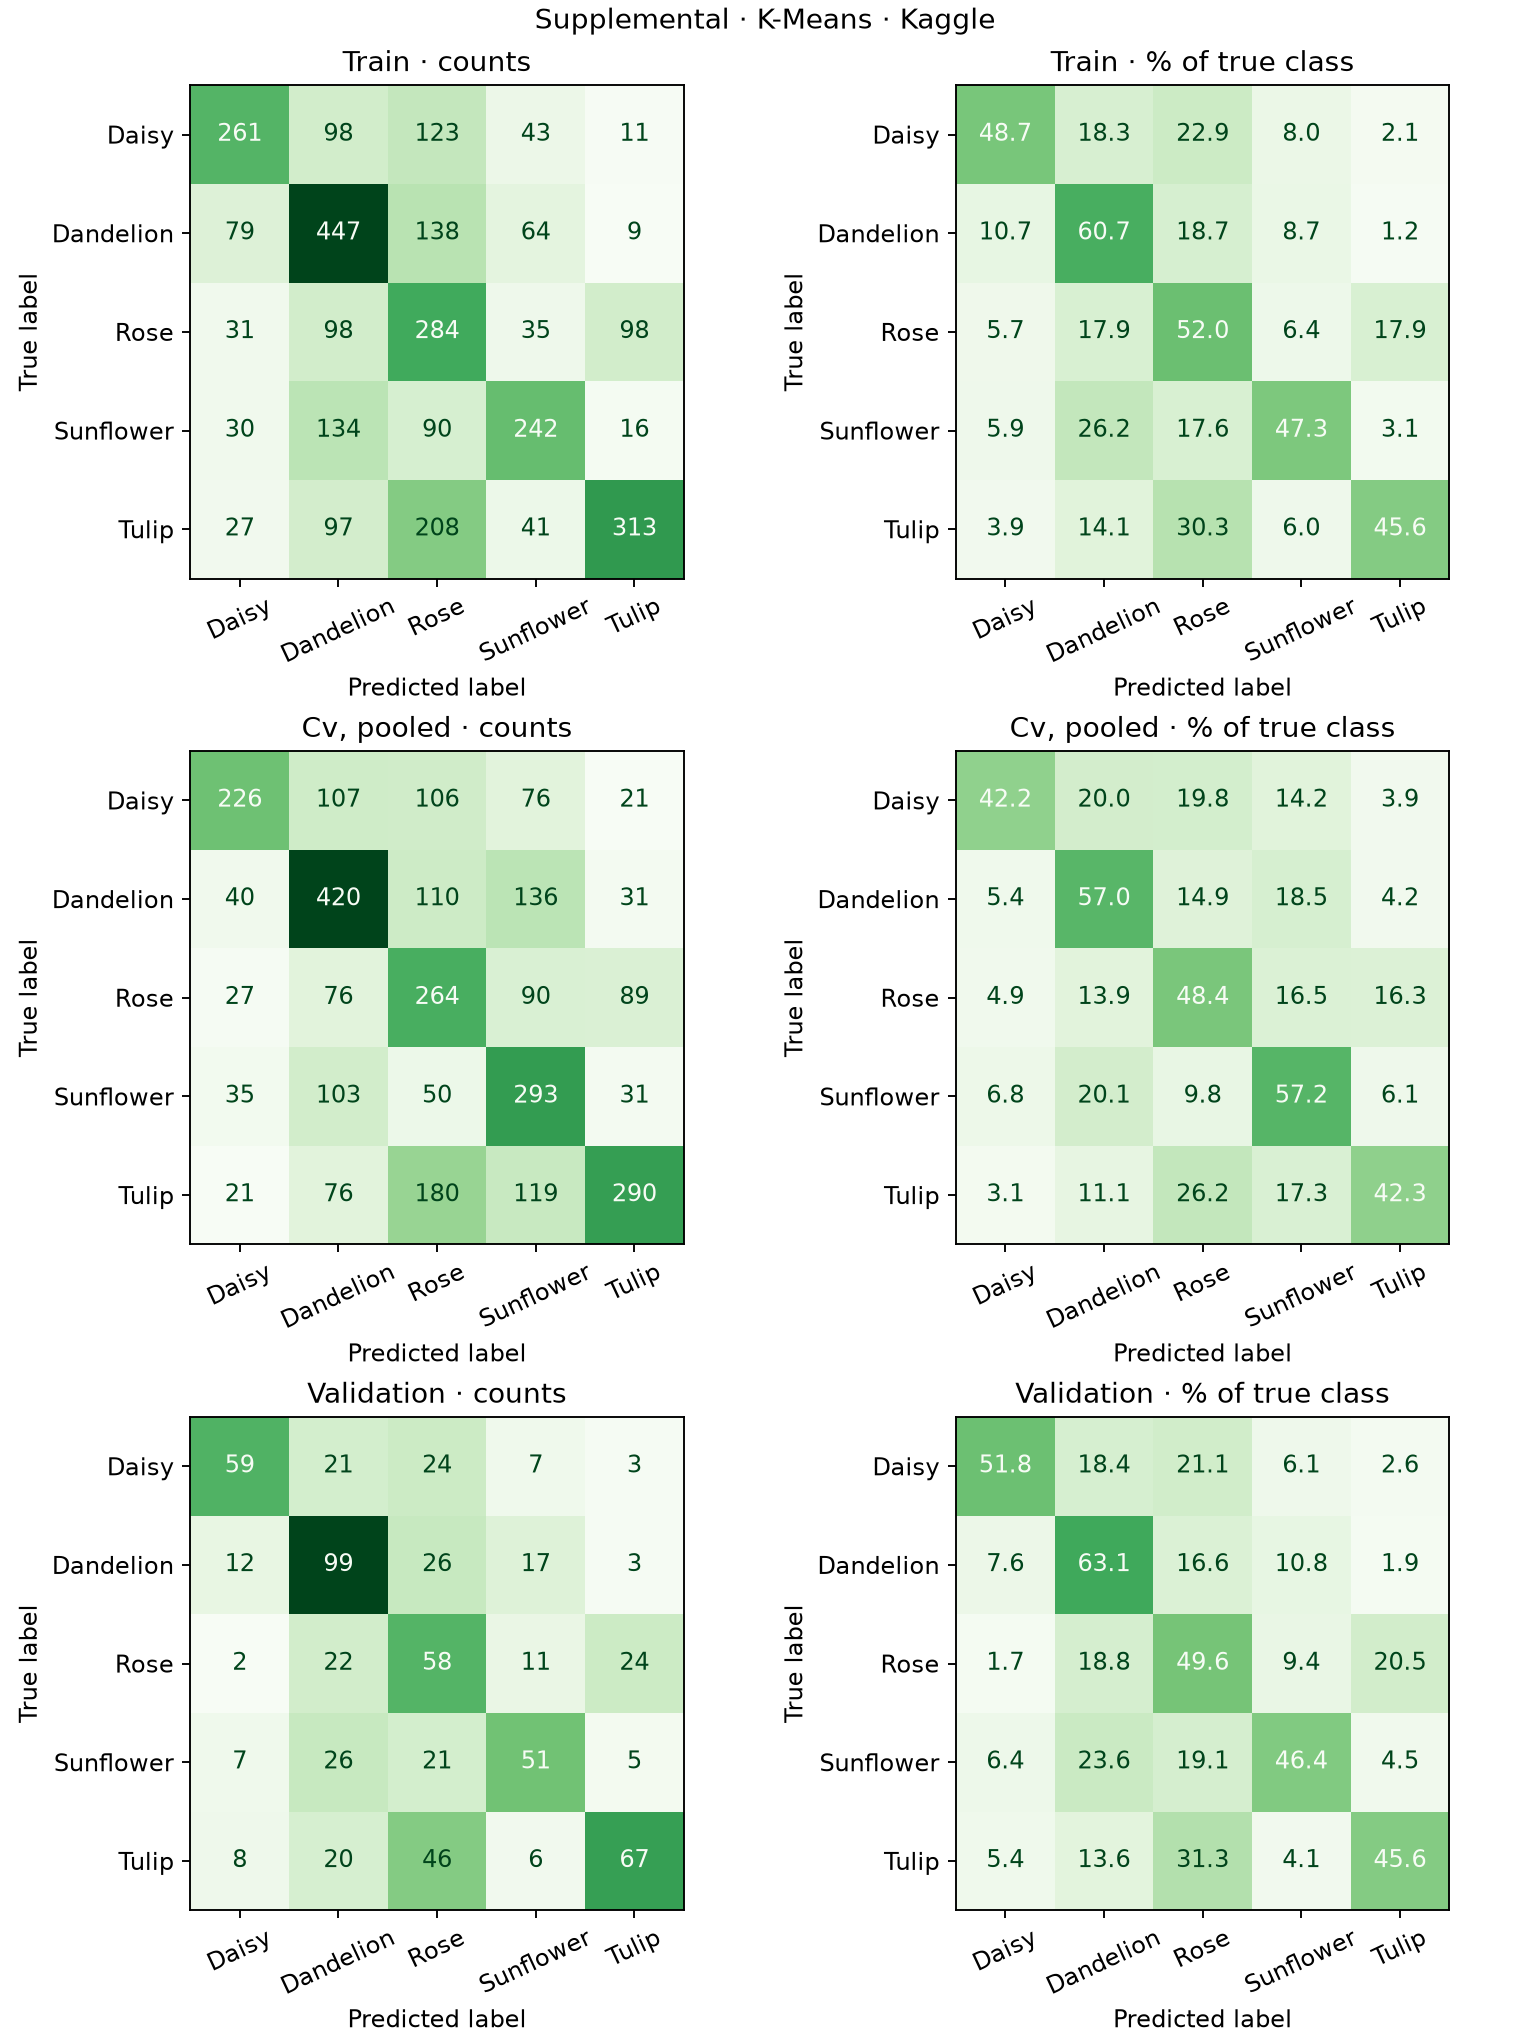 Supplemental · K-Means · Kaggle
Train · counts
Train · % of true class
True label
Daisy 261 98 123 43 11
Dandelion 79 447 138 64 9
Rose 31 98 284 35 98
Sunflower 30 134 90 242 16
Tulip 27 97 208 41 313
Daisy Dandelion Rose Sunflower Tulip
Predicted label
True label
Daisy 48.7 18.3 22.9 8.0 2.1
Dandelion 10.7 60.7 18.7 8.7 1.2
Rose 5.7 17.9 52.0 6.4 17.9
Sunflower 5.9 26.2 17.6 47.3 3.1
Tulip 3.9 14.1 30.3 6.0 45.6
Daisy Dandelion Rose Sunflower Tulip
Predicted label
Cv, pooled · counts
Cv, pooled · % of true class
True label
Daisy 226 107 106 76 21
Dandelion 40 420 110 136 31
Rose 27 76 264 90 89
Sunflower 35 103 50 293 31
Tulip 21 76 180 119 290
Daisy Dandelion Rose Sunflower Tulip
Predicted label
True label
Daisy 42.2 20.0 19.8 14.2 3.9
Dandelion 5.4 57.0 14.9 18.5 4.2
Rose 4.9 13.9 48.4 16.5 16.3
Sunflower 6.8 20.1 9.8 57.2 6.1
Tulip 3.1 11.1 26.2 17.3 42.3
Daisy Dandelion Rose Sunflower Tulip
Predicted label
Validation · counts
Validation · % of true class
True label
Daisy 59 21 24 7 3
Dandelion 12 99 26 17 3
Rose 2 22 58 11 24
Sunflower 7 26 21 51 5
Tulip 8 20 46 6 67
Daisy Dandelion Rose Sunflower Tulip
Predicted label
True label
Daisy 51.8 18.4 21.1 6.1 2.6
Dandelion 7.6 63.1 16.6 10.8 1.9
Rose 1.7 18.8 49.6 9.4 20.5
Sunflower 6.4 23.6 19.1 46.4 4.5
Tulip 5.4 13.6 31.3 4.1 45.6
Daisy Dandelion Rose Sunflower Tulip
Predicted label